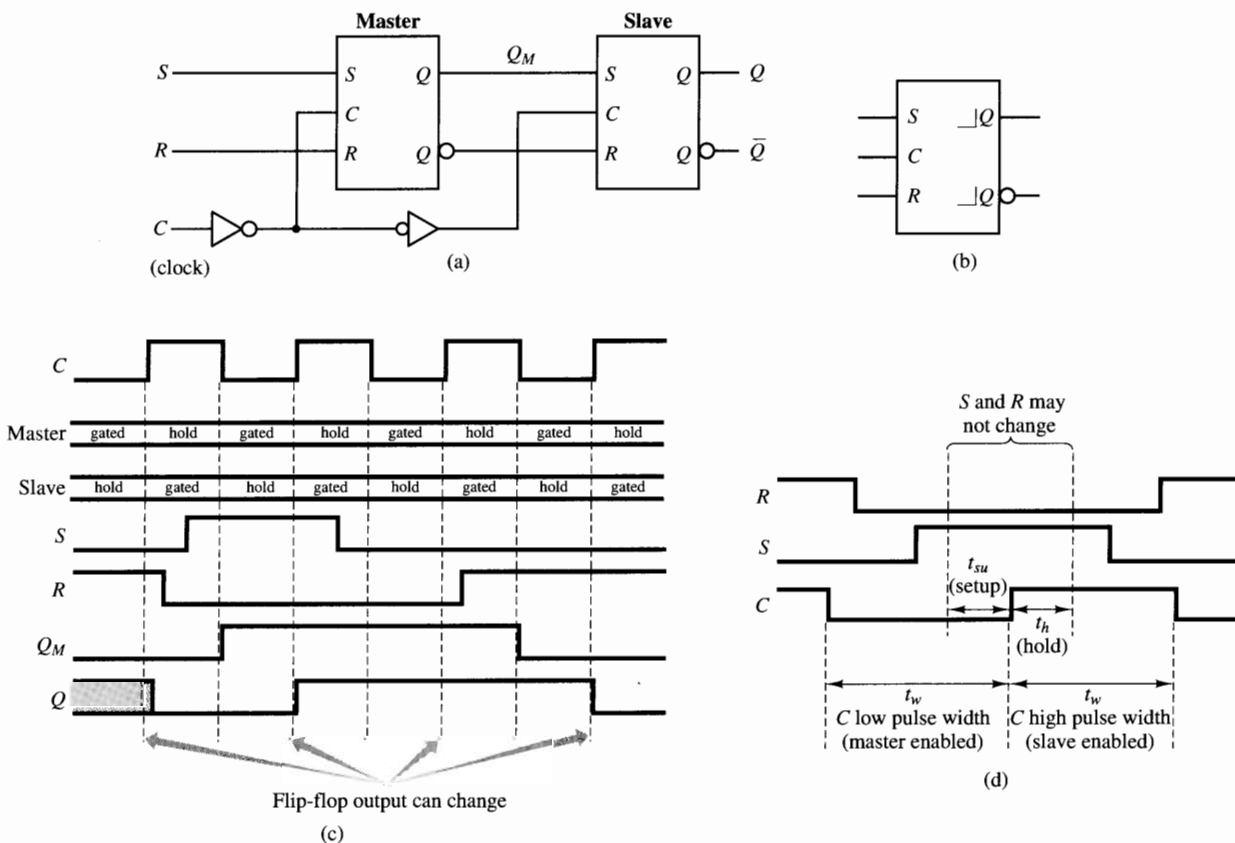 Master
Slave
S
S
Q
Q_M
S
Q
Q
C
C
R
R
Q
R
Q
Q̅
C
(clock)
(a)
S
Q
C
R
Q
(b)
C
Master gated hold gated hold gated hold gated hold
Slave hold gated hold gated hold gated hold gated
S
R
Q_M
Q
Flip-flop output can change
(c)
S and R may
not change
R
S
t_su
(setup)
C
t_h
(hold)
t_w
C low pulse width
(master enabled)
t_w
C high pulse width
(slave enabled)
(d)